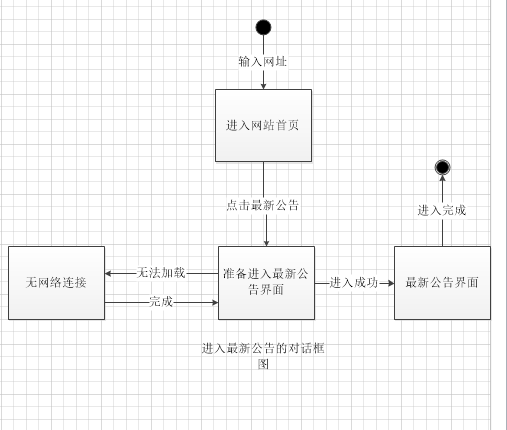 输入网址
进入网站首页
点击最新公告
进入完成
无网络连接
无法加载
完成
准备进入最新公
告界面
进入成功
最新公告界面
进入最新公告的对话框
图